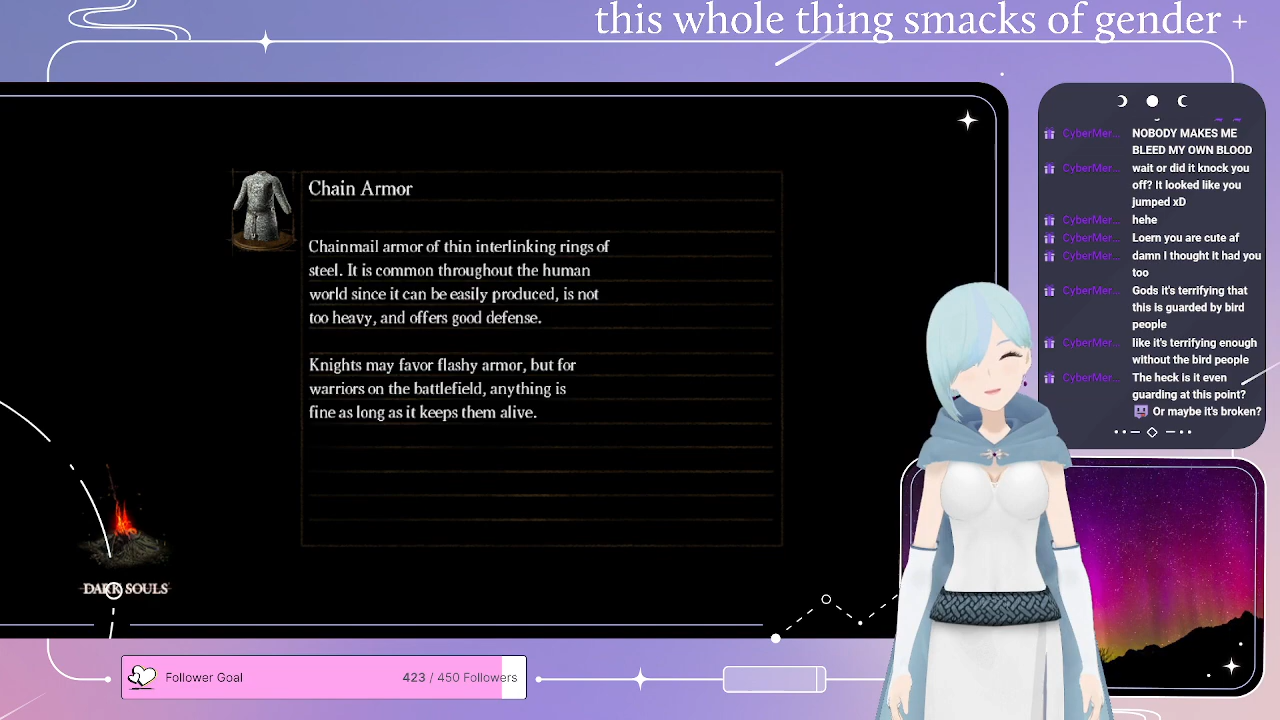 this whole thing smacks of gender +
Chain Armor
Chainmail armor of thin interlinking rings of
steel. It is common throughout the human
world since it can be easily produced, is not
too heavy, and offers good defense.
Knights may favor flashy armor, but for
warriors on the battlefield, anything is
fine as long as it keeps them alive.
DARK SOULS
CyberMer... NOBODY MAKES ME
BLEED MY OWN BLOOD
CyberMer... wait or did it knock you
off? It looked like you
jumped xD
CyberMer... hehe
CyberMer... Loern you are cute af
CyberMer... damn I thought it had you
too
CyberMer... Gods it's terrifying that
this is guarded by bird
people
CyberMer... like it's terrifying enough
without the bird people
CyberMer... The heck is it even
guarding at this point?
Or maybe it's broken?
Follower Goal 423 / 450 Followers